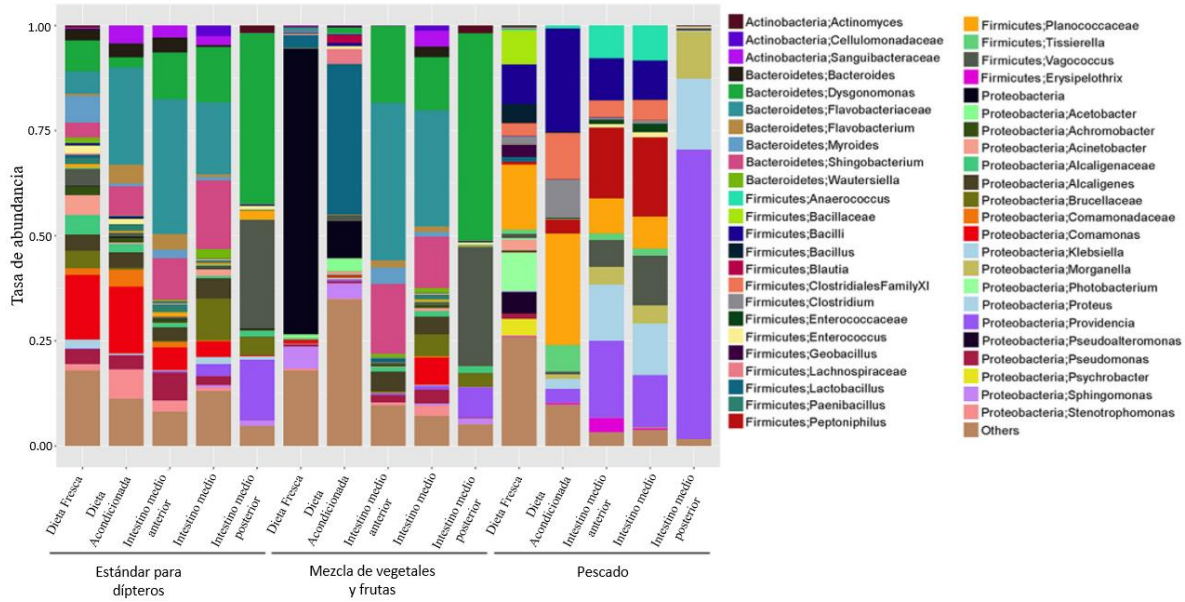 1.00
0.75
0.50
0.25
0.00
Tasa de abundancia
Dieta Fresca
Dieta
Acondicionada
Intestino medio
anterior
Intestino medio
Intestino medio
posterior
Dieta Fresca
Dieta
Acondicionada
Intestino medio
anterior
Intestino medio
Intestino medio
posterior
Dieta Fresca
Dieta
Acondicionada
Intestino medio
anterior
Intestino medio
Intestino medio
posterior
Estándar para
dípteros
Mezcla de vegetales
y frutas
Pescado
Actinobacteria;Actinomyces
Actinobacteria;Cellulomonadaceae
Actinobacteria;Sanguibacteraceae
Bacteroidetes;Bacteroides
Bacteroidetes;Dysgonomonas
Bacteroidetes;Flavobacteriaceae
Bacteroidetes;Flavobacterium
Bacteroidetes;Myroides
Bacteroidetes;Shingobacterium
Bacteroidetes;Wautersiella
Firmicutes;Anaerococcus
Firmicutes;Bacillaceae
Firmicutes;Bacilli
Firmicutes;Bacillus
Firmicutes;Blautia
Firmicutes;ClostridialesFamilyXI
Firmicutes;Clostridium
Firmicutes;Enterococcaceae
Firmicutes;Enterococcus
Firmicutes;Geobacillus
Firmicutes;Lachnospiraceae
Firmicutes;Lactobacillus
Firmicutes;Paenibacillus
Firmicutes;Peptoniphilus
Firmicutes;Planococcaceae
Firmicutes;Tissierella
Firmicutes;Vagococcus
Firmicutes;Erysipelothrix
Proteobacteria
Proteobacteria;Acetobacter
Proteobacteria;Achromobacter
Proteobacteria;Acinetobacter
Proteobacteria;Alcaligenaceae
Proteobacteria;Alcaligenes
Proteobacteria;Brucellaceae
Proteobacteria;Comamonadaceae
Proteobacteria;Comamonas
Proteobacteria;Klebsiella
Proteobacteria;Morganella
Proteobacteria;Photobacterium
Proteobacteria;Proteus
Proteobacteria;Providencia
Proteobacteria;Pseudoalteromonas
Proteobacteria;Pseudomonas
Proteobacteria;Psychrobacter
Proteobacteria;Sphingomonas
Proteobacteria;Stenotrophomonas
Others